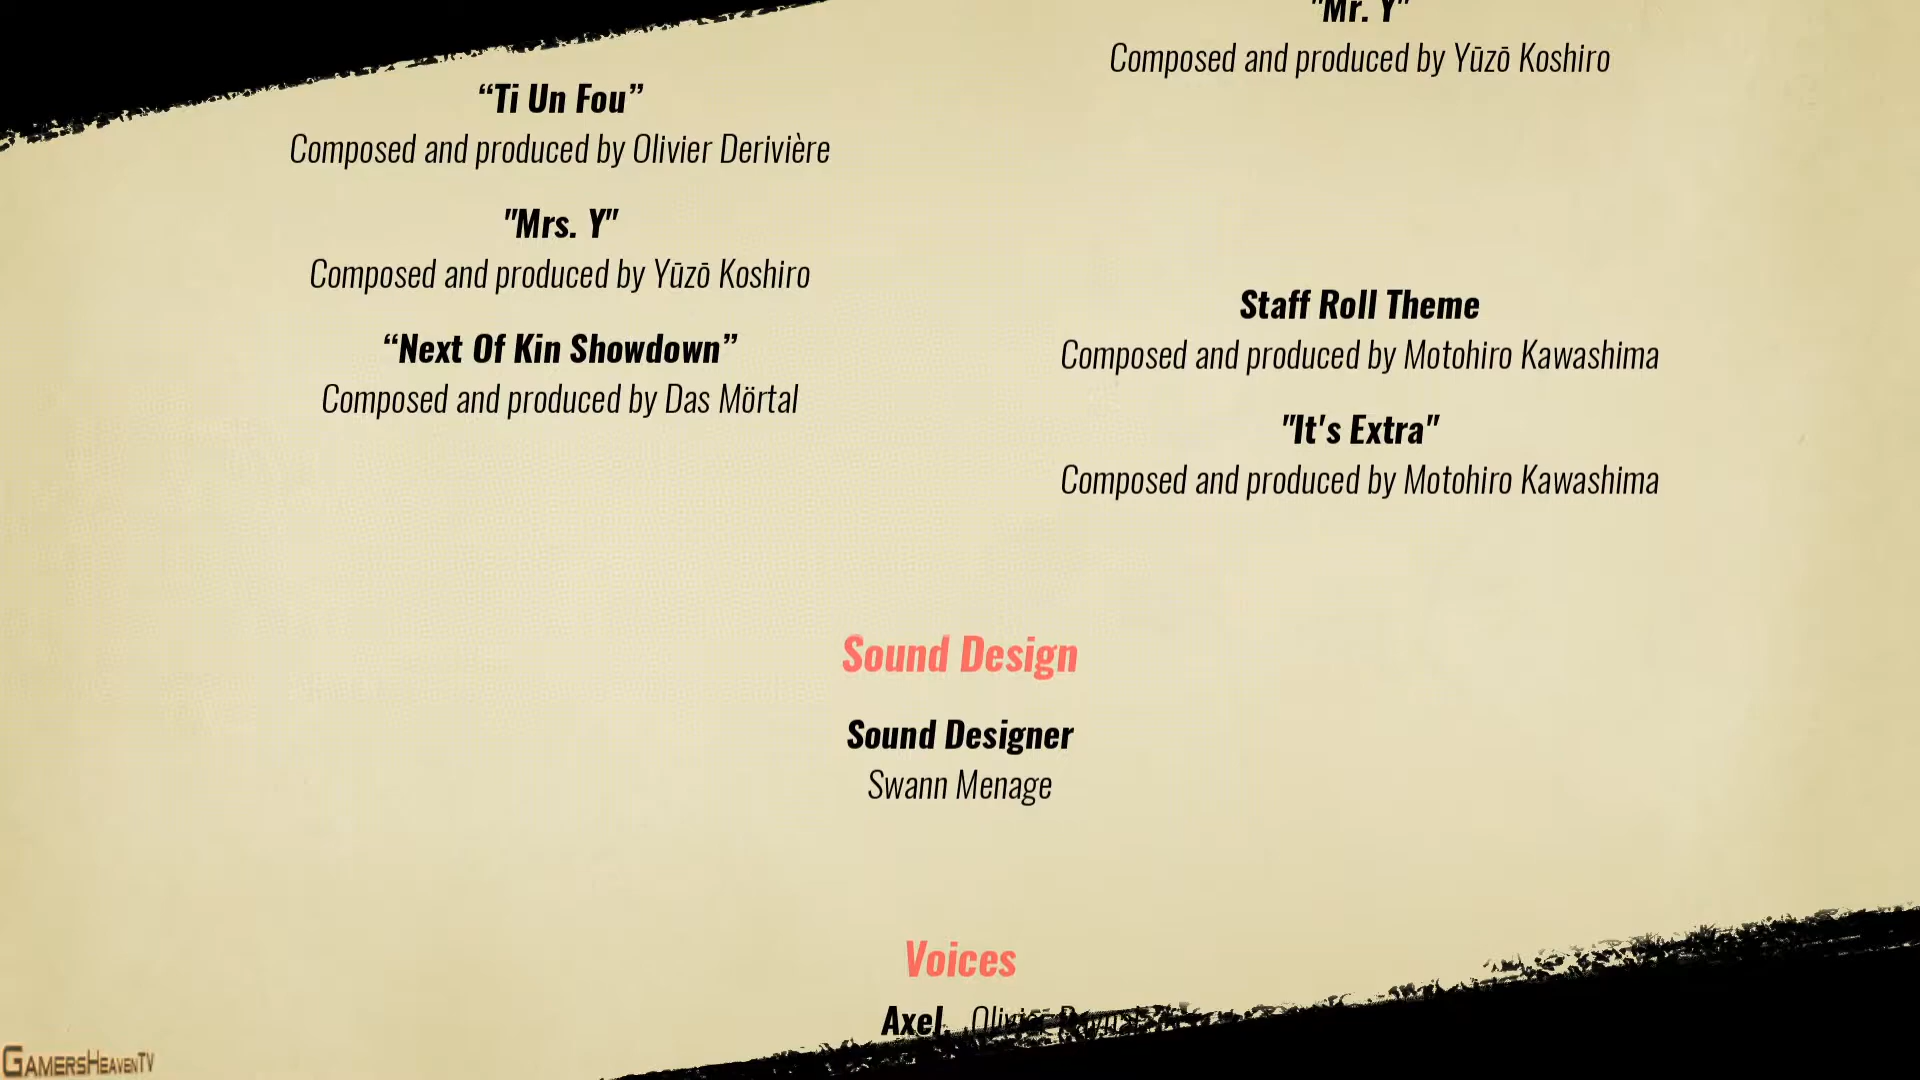 "Mr. Y"
Composed and produced by Yūzō Koshiro
“Ti Un Fou”
Composed and produced by Olivier Derivière
"Mrs. Y"
Composed and produced by Yūzō Koshiro
“Next Of Kin Showdown”
Composed and produced by Das Mörtal
Staff Roll Theme
Composed and produced by Motohiro Kawashima
"It's Extra"
Composed and produced by Motohiro Kawashima
Sound Design
Sound Designer
Swann Menage
Voices
Axel
GamersHeavenTV